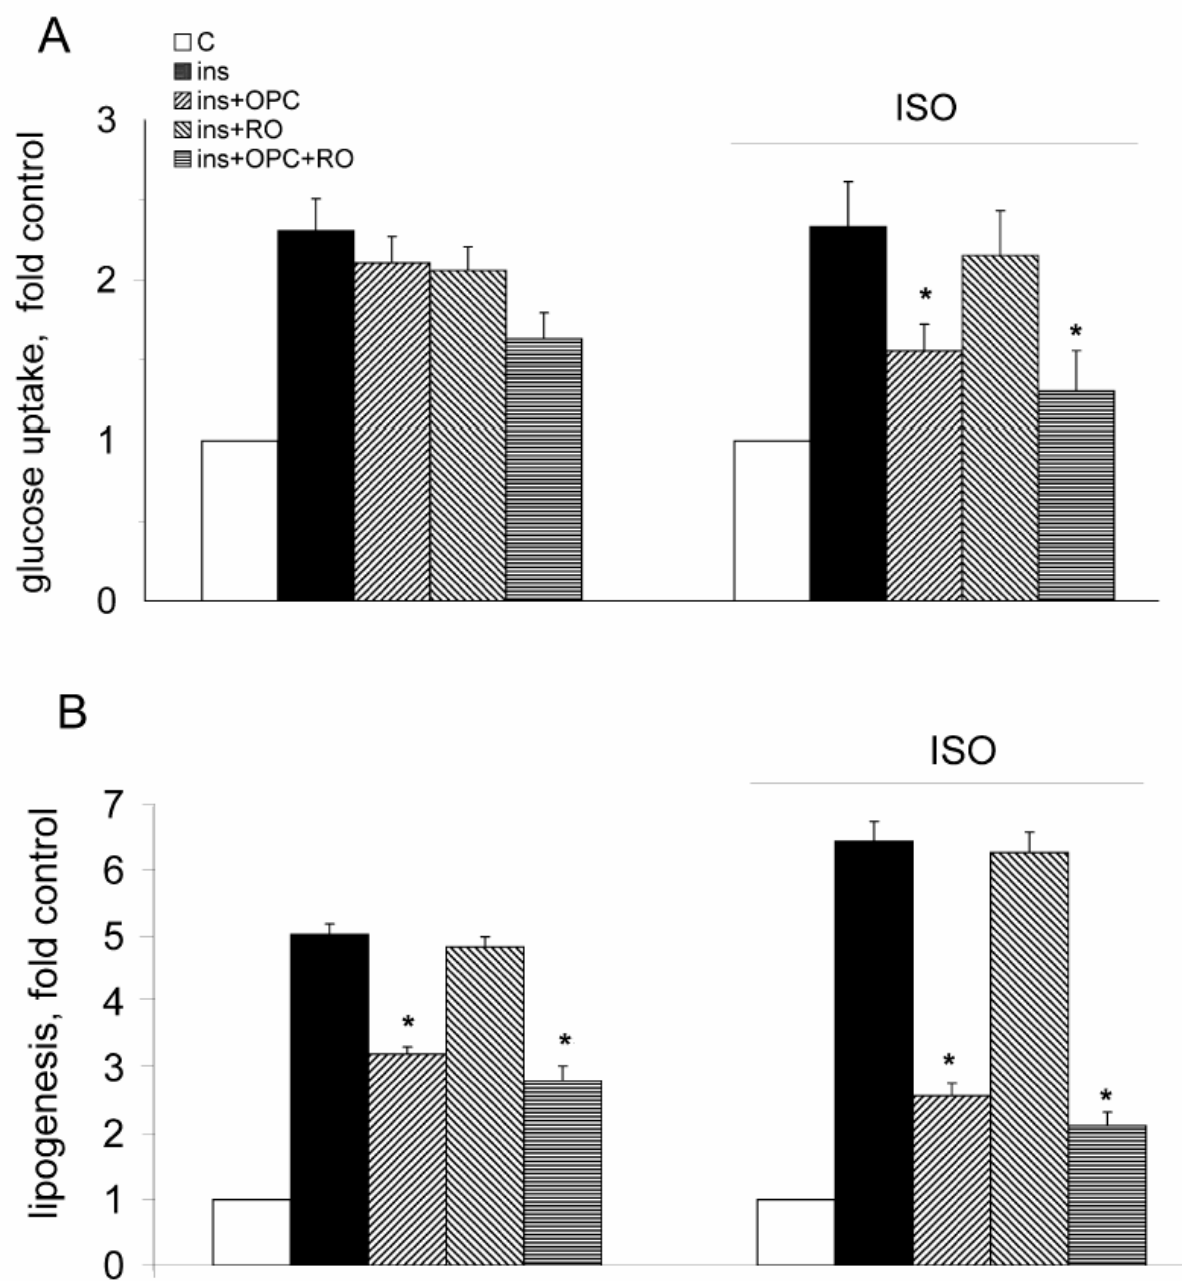 A
C
ins
ins+OPC
ins+RO
ins+OPC+RO
ISO
glucose uptake, fold control
3
2
1
0
*
*
B
ISO
lipogenesis, fold control
7
6
5
4
3
2
1
0
*
*
*
*